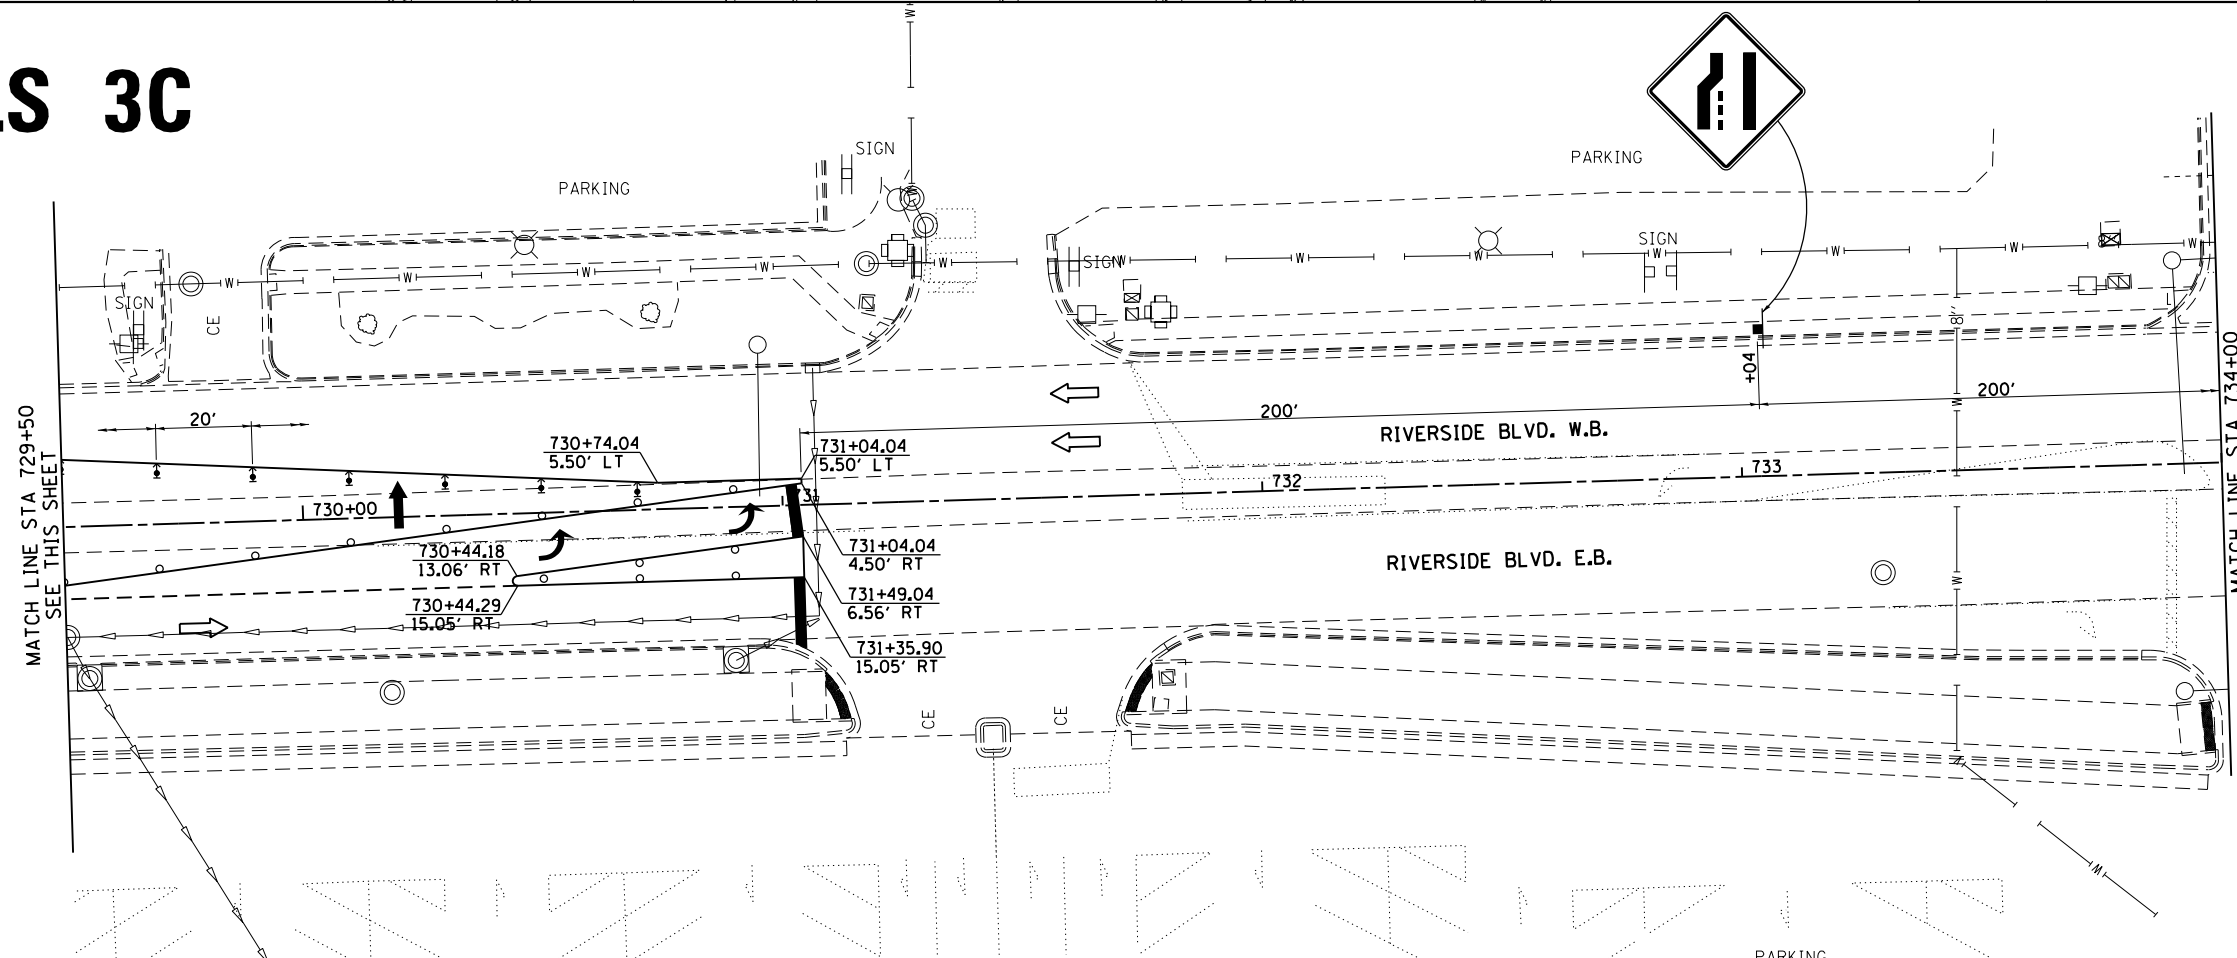 LS 3C
W
SIGN
PARKING
PARKING
W
SIGN
W
W
W
SIGN
W
W
W
W
W
W
W
W
SIGN
CE
8"
+04
MATCH LINE STA 729+50
SEE THIS SHEET
20'
200'
200'
W
MATCH LINE STA 734+00
730+74.04
5.50' LT
731+04.04
5.50' LT
RIVERSIDE BLVD. W.B.
730+00
731
732
733
730+44.18
13.06' RT
731+04.04
4.50' RT
RIVERSIDE BLVD. E.B.
W
730+44.29
15.05' RT
731+49.04
6.56' RT
731+35.90
15.05' RT
CE
CE
W
W
PARKING